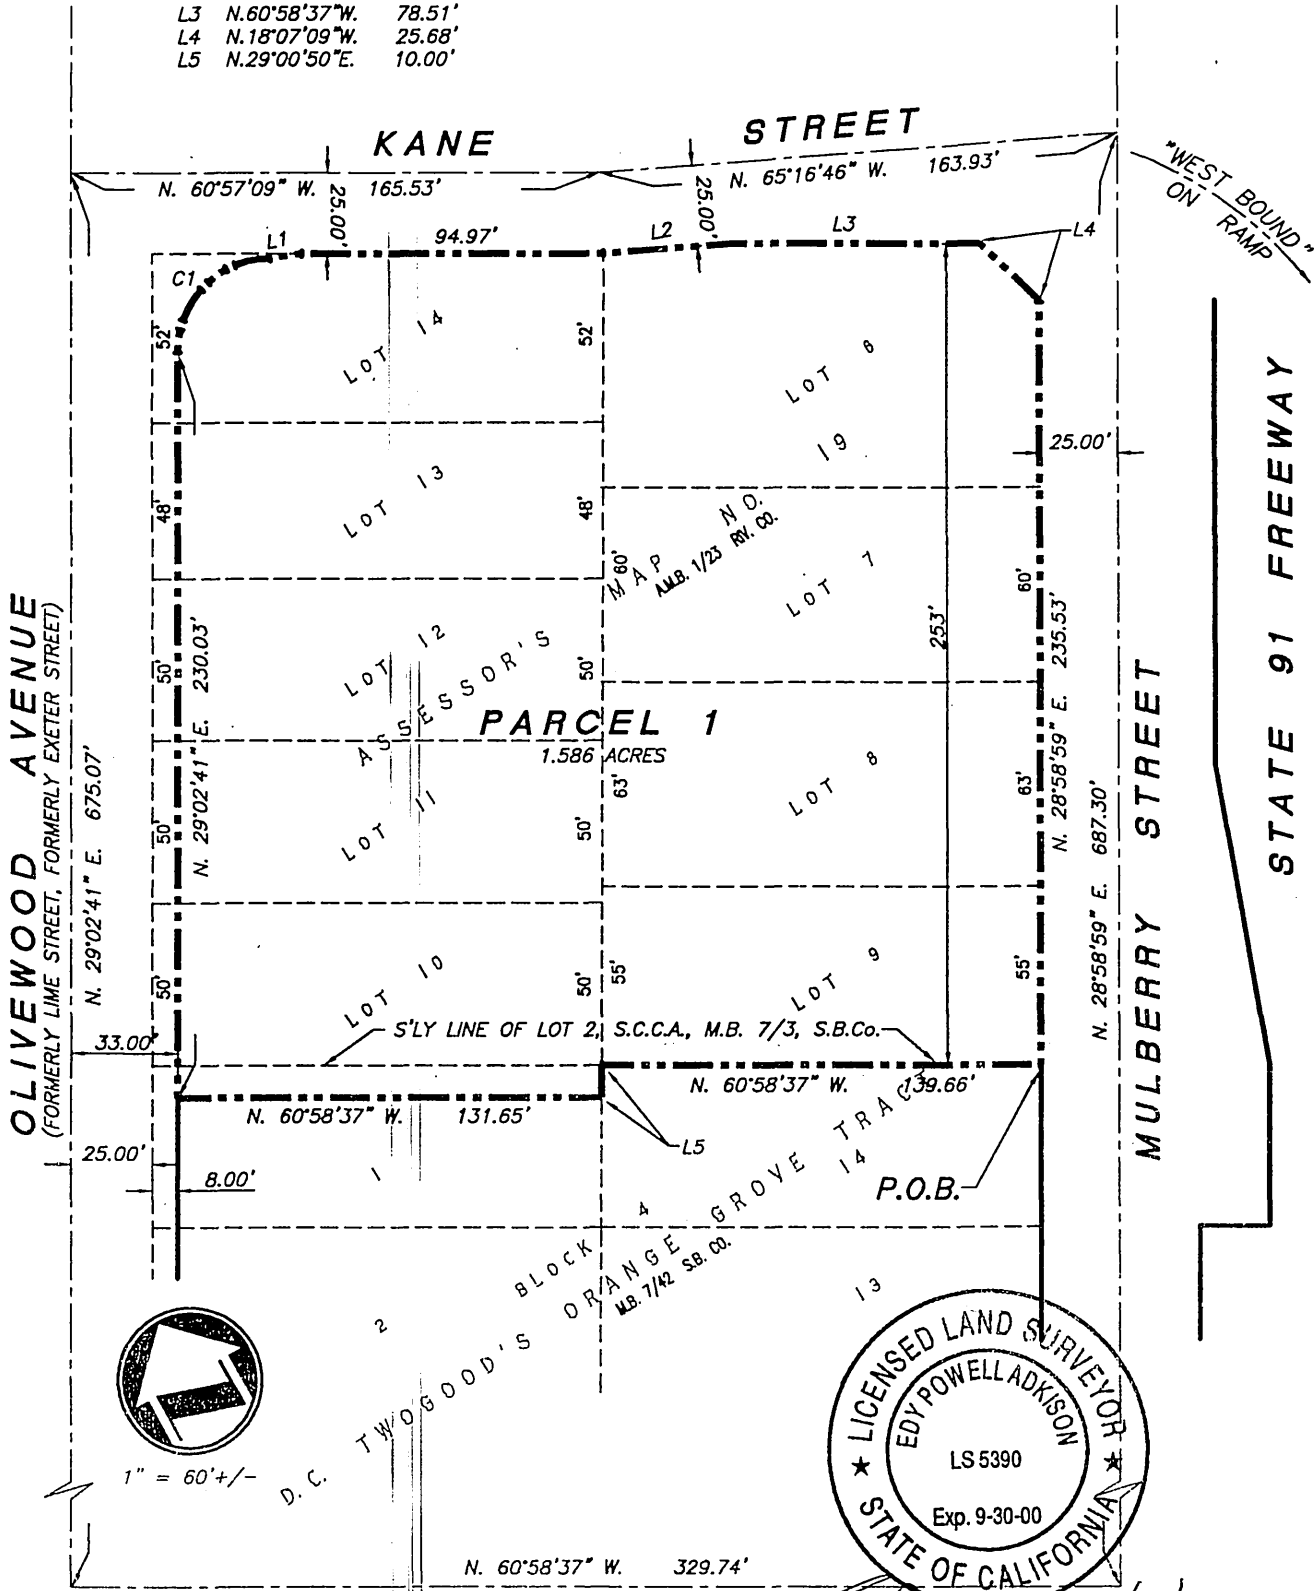 L3 N.60°58'37"W. 78.51'
L4 N.18°07'09"W. 25.68'
L5 N.29°00'50"E. 10.00'
KANE STREET
N. 60°57'09" W. 165.53'
N. 65°16'46" W. 163.93'
"WEST BOUND"
ON RAMP
25.00'
25.00'
L1
94.97'
L2
L3
L4
C1
52'
52'
LOT 14
LOT 6
19
25.00'
LOT 13
48'
48'
MAP NO.
A.M.B. 1/23 RIV. CO.
60'
LOT 7
60'
253'
N. 28°58'59" E. 235.53'
STATE 91 FREEWAY
OLIVEWOOD AVENUE
(FORMERLY LIME STREET, FORMERLY EXETER STREET)
N. 29°02'41" E. 675.07'
N. 29°02'41" E. 230.03'
LOT 12
50'
50'
ASSESSOR'S
PARCEL 1
1.586 ACRES
LOT 11
50'
50'
63'
LOT 8
63'
N. 28°58'59" E. 687.30'
MULBERRY STREET
LOT 10
50'
50'
55'
LOT 9
55'
S'LY LINE OF LOT 2, S.C.C.A., M.B. 7/3, S.B.Co.
33.00'
N. 60°58'37" W. 139.66'
N. 60°58'37" W. 131.65'
L5
25.00'
8.00'
1
14
P.O.B.
BLOCK 4
D.C. TWOGOOD'S ORANGE GROVE TRACT
M.B. 7/42 S.B. CO.
2
13
1" = 60'+/-
LICENSED LAND SURVEYOR
EDY POWELL ADKISON
LS 5390
Exp. 9-30-00
STATE OF CALIFORNIA
N. 60°58'37" W. 329.74'